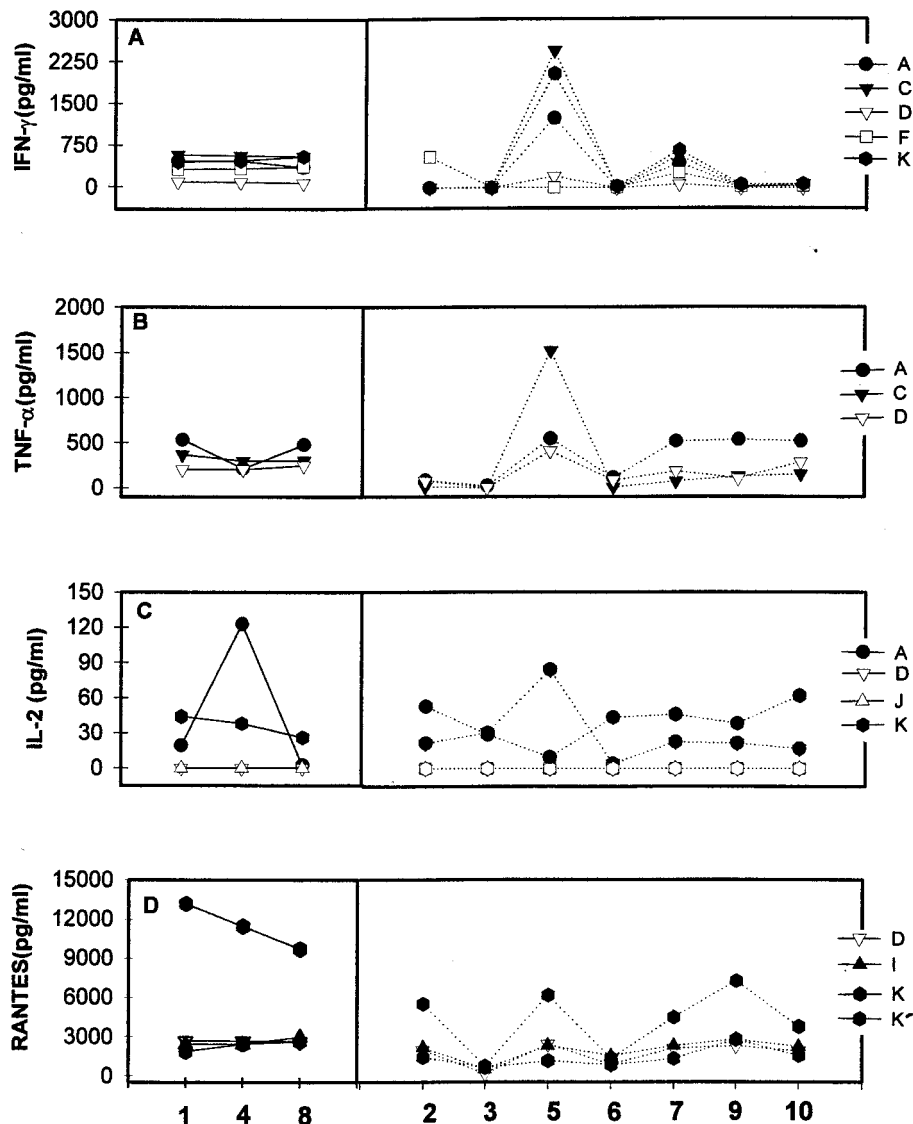 A
IFN-γ(pg/ml)
3000
2250
1500
750
0
A
C
D
F
K
B
TNF-α(pg/ml)
2000
1500
1000
500
0
A
C
D
C
IL-2 (pg/ml)
150
120
90
60
30
0
A
D
J
K
D
RANTES(pg/ml)
15000
12000
9000
6000
3000
0
D
I
K
K~
1 4 8 2 3 5 6 7 9 10